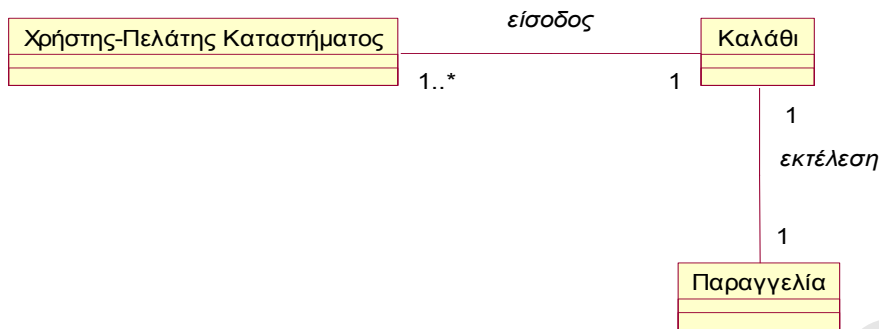 είσοδος
Χρήστης-Πελάτης Καταστήματος
Καλάθι
1..*
1
1
εκτέλεση
1
Παραγγελία